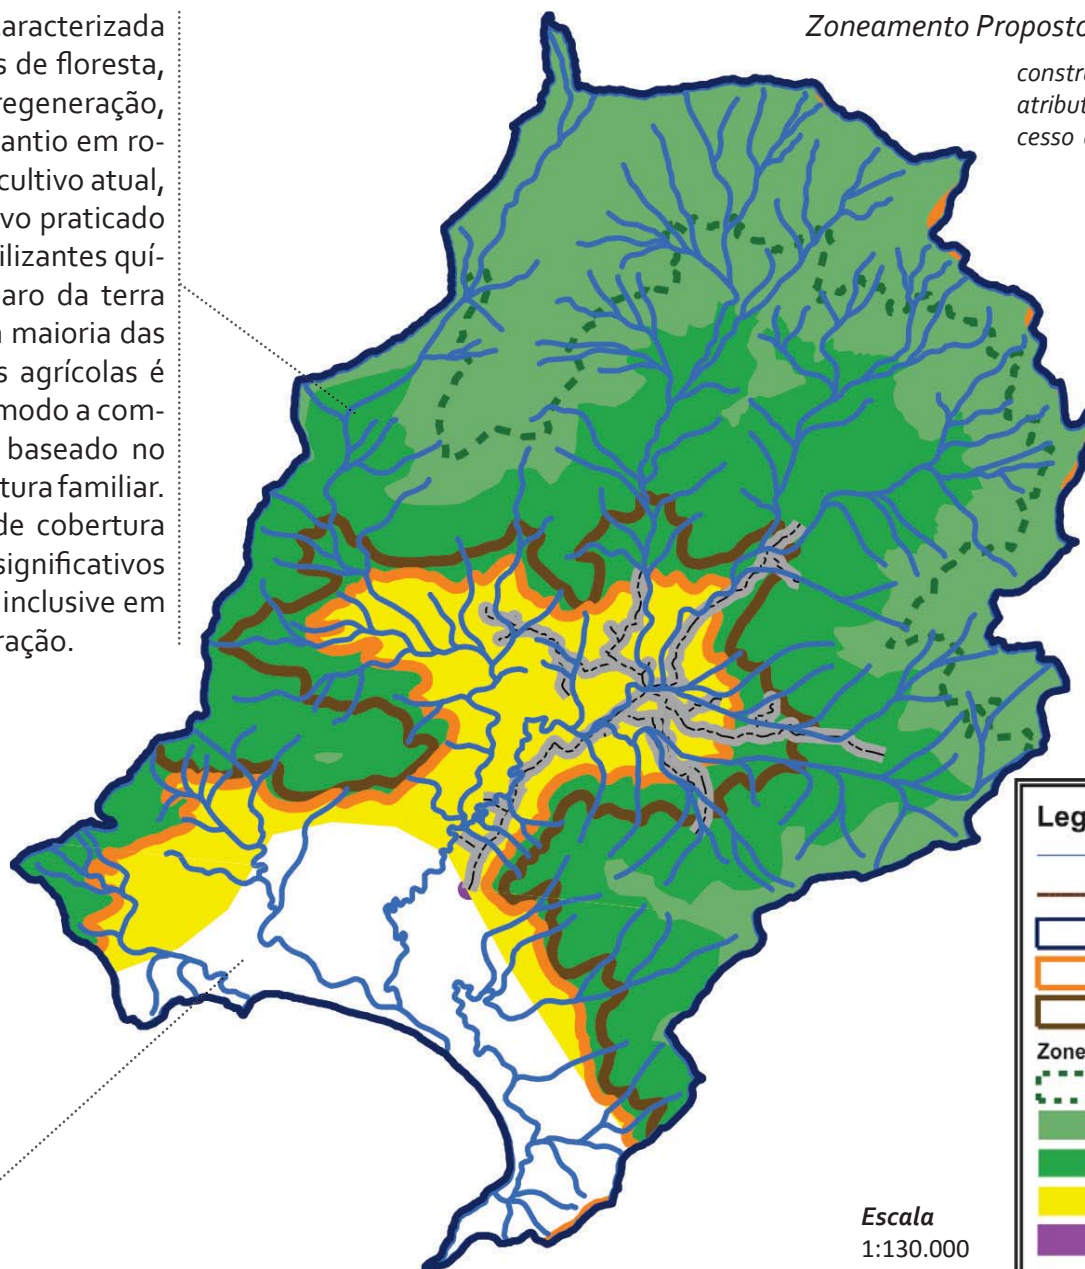 aracterizada
s de floresta,
regeneração,
antio em ro-
cultivo atual,
vo praticado
ilizantes quí-
aro da terra
a maioria das
s agrícolas é
modo a com-
baseado no
tura familiar.
de cobertura
significativos
inclusive em
ração.
Zoneamento Proposto
constr
atribut
cesso
Leg
Zone
Escala
1:130.000